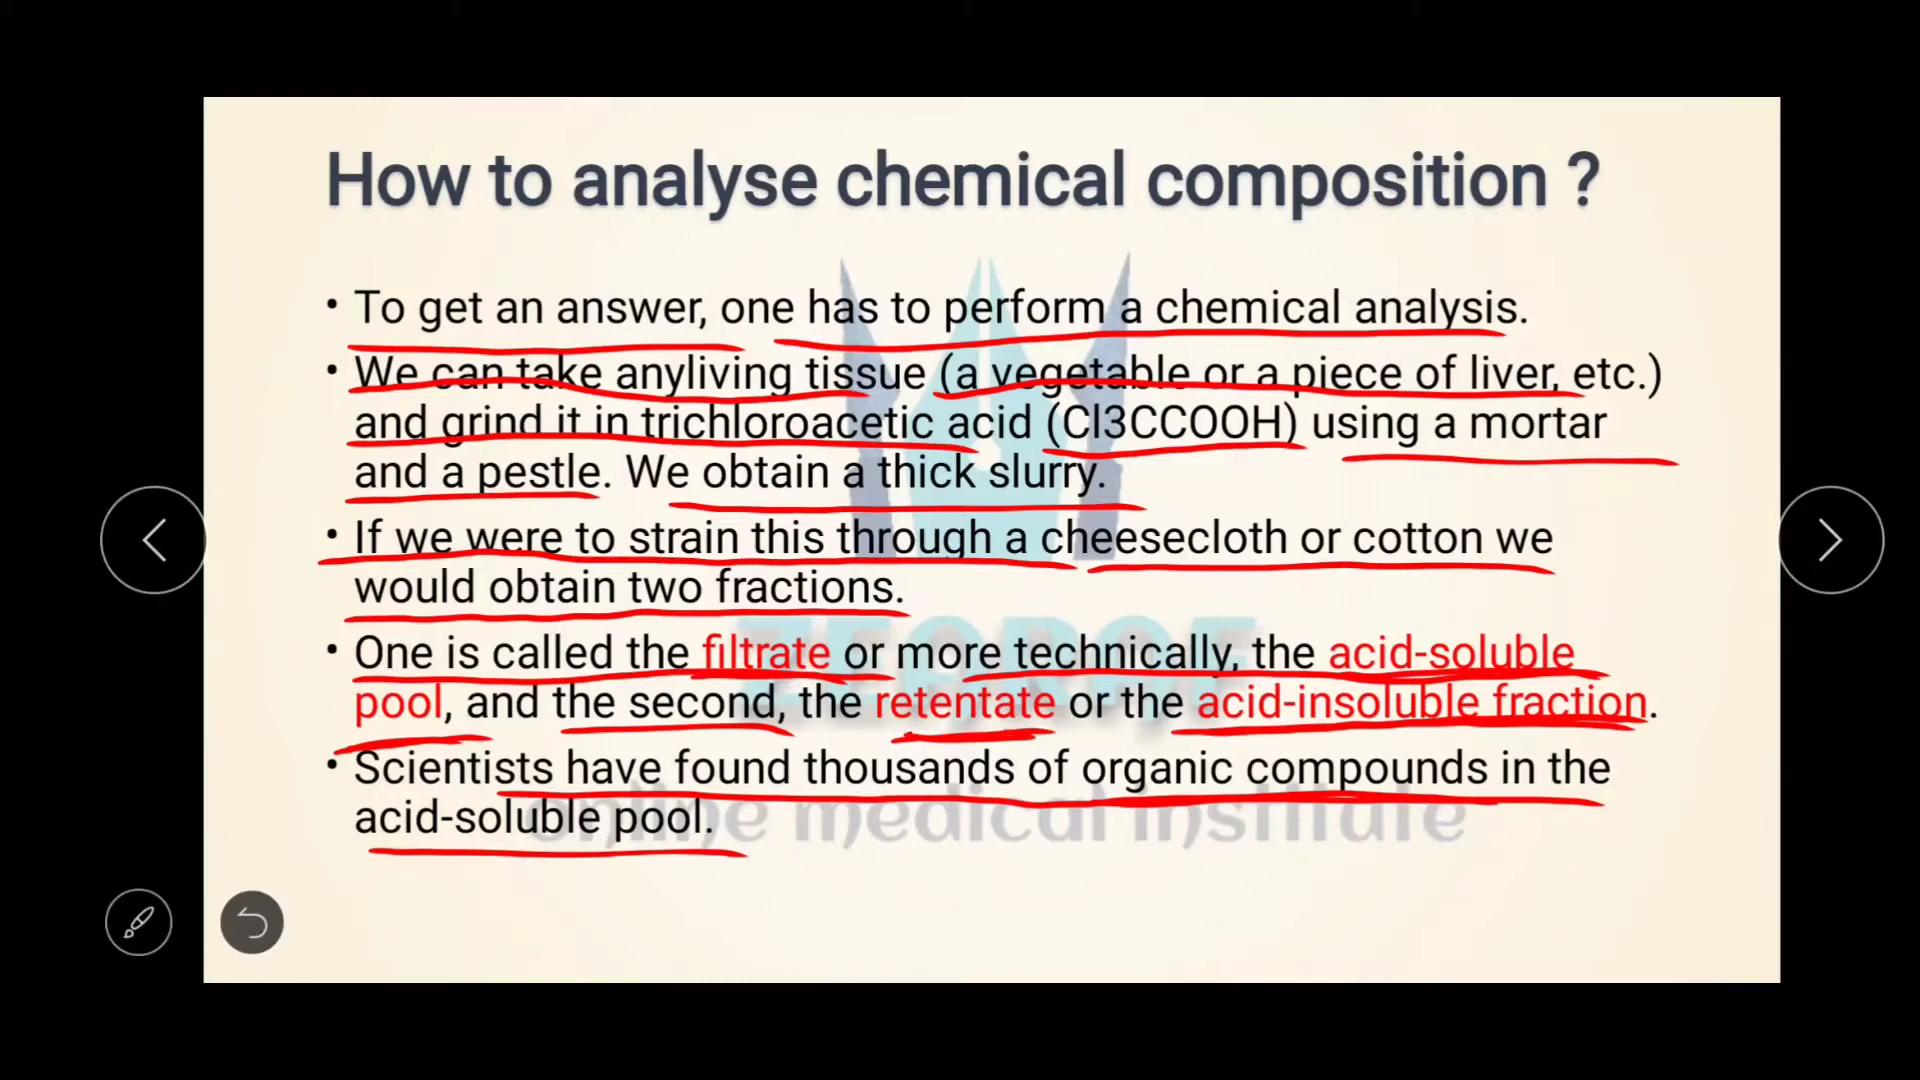 How to analyse chemical composition ?
• To get an answer, one has to perform a chemical analysis.
• We can take anyliving tissue (a vegetable or a piece of liver, etc.)
and grind it in trichloroacetic acid (Cl3CCOOH) using a mortar
and a pestle. We obtain a thick slurry.
• If we were to strain this through a cheesecloth or cotton we
would obtain two fractions.
• One is called the filtrate or more technically, the acid-soluble
pool, and the second, the retentate or the acid-insoluble fraction.
• Scientists have found thousands of organic compounds in the
acid-soluble pool.
online medical institute